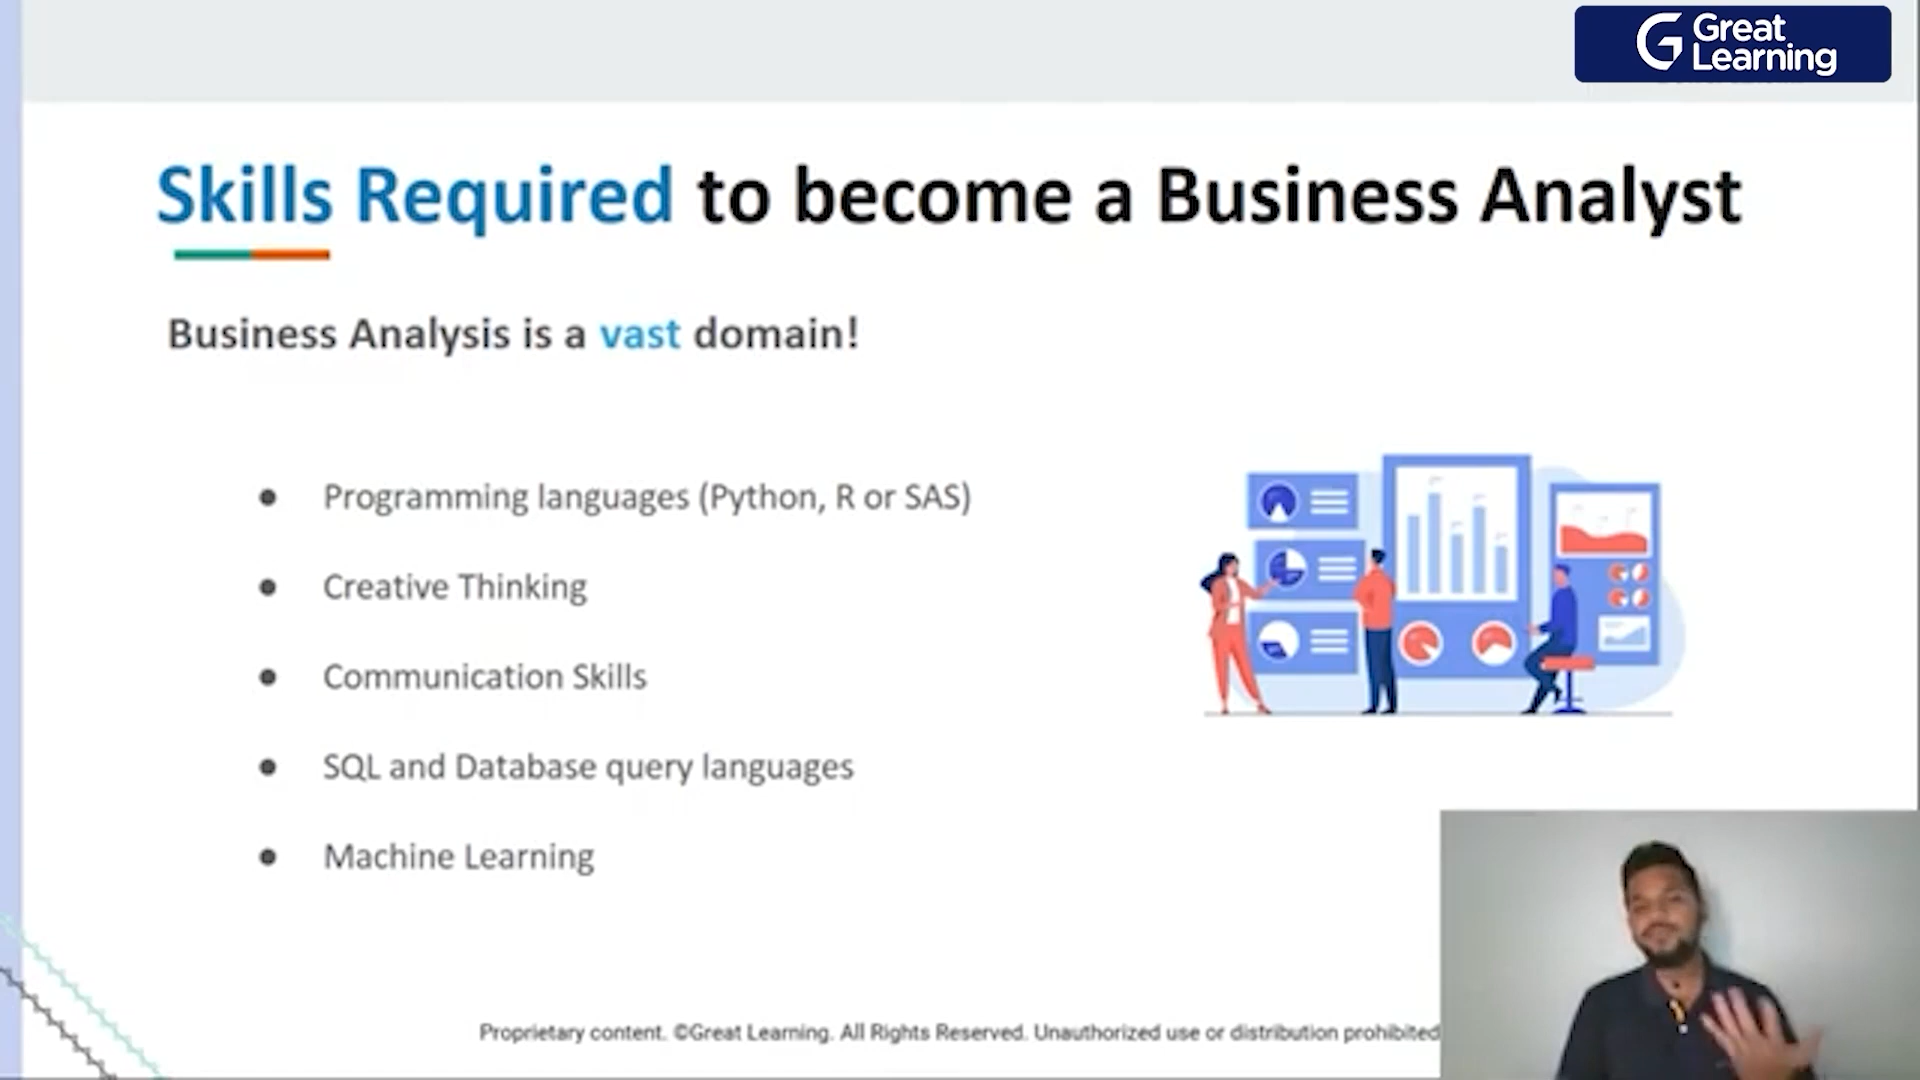 Great
Learning
Skills Required to become a Business Analyst
Business Analysis is a vast domain!
● Programming languages (Python, R or SAS)
● Creative Thinking
● Communication Skills
● SQL and Database query languages
● Machine Learning
Proprietary content. ©Great Learning. All Rights Reserved. Unauthorized use or distribution prohibited